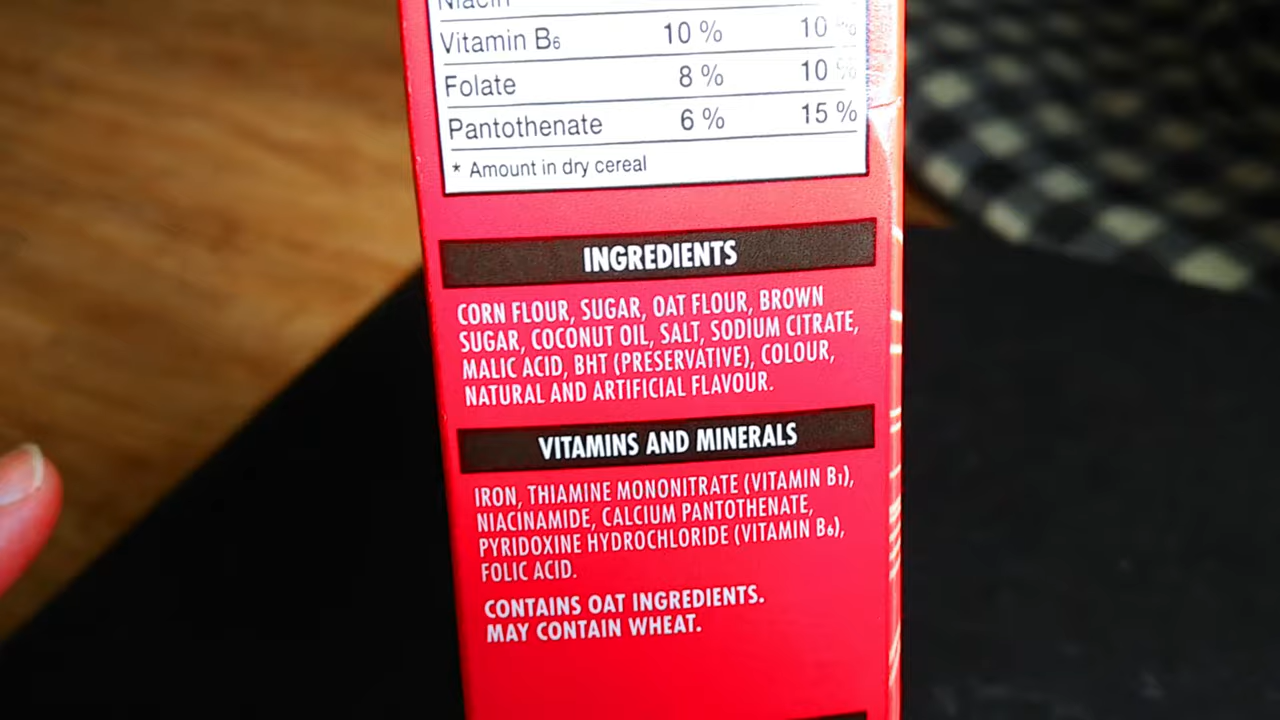 Niacin
Vitamin B6 10 % 10 %
Folate 8 % 10 %
Pantothenate 6 % 15 %
* Amount in dry cereal
INGREDIENTS
CORN FLOUR, SUGAR, OAT FLOUR, BROWN
SUGAR, COCONUT OIL, SALT, SODIUM CITRATE,
MALIC ACID, BHT (PRESERVATIVE), COLOUR,
NATURAL AND ARTIFICIAL FLAVOUR.
VITAMINS AND MINERALS
IRON, THIAMINE MONONITRATE (VITAMIN B1),
NIACINAMIDE, CALCIUM PANTOTHENATE,
PYRIDOXINE HYDROCHLORIDE (VITAMIN B6),
FOLIC ACID.
CONTAINS OAT INGREDIENTS.
MAY CONTAIN WHEAT.